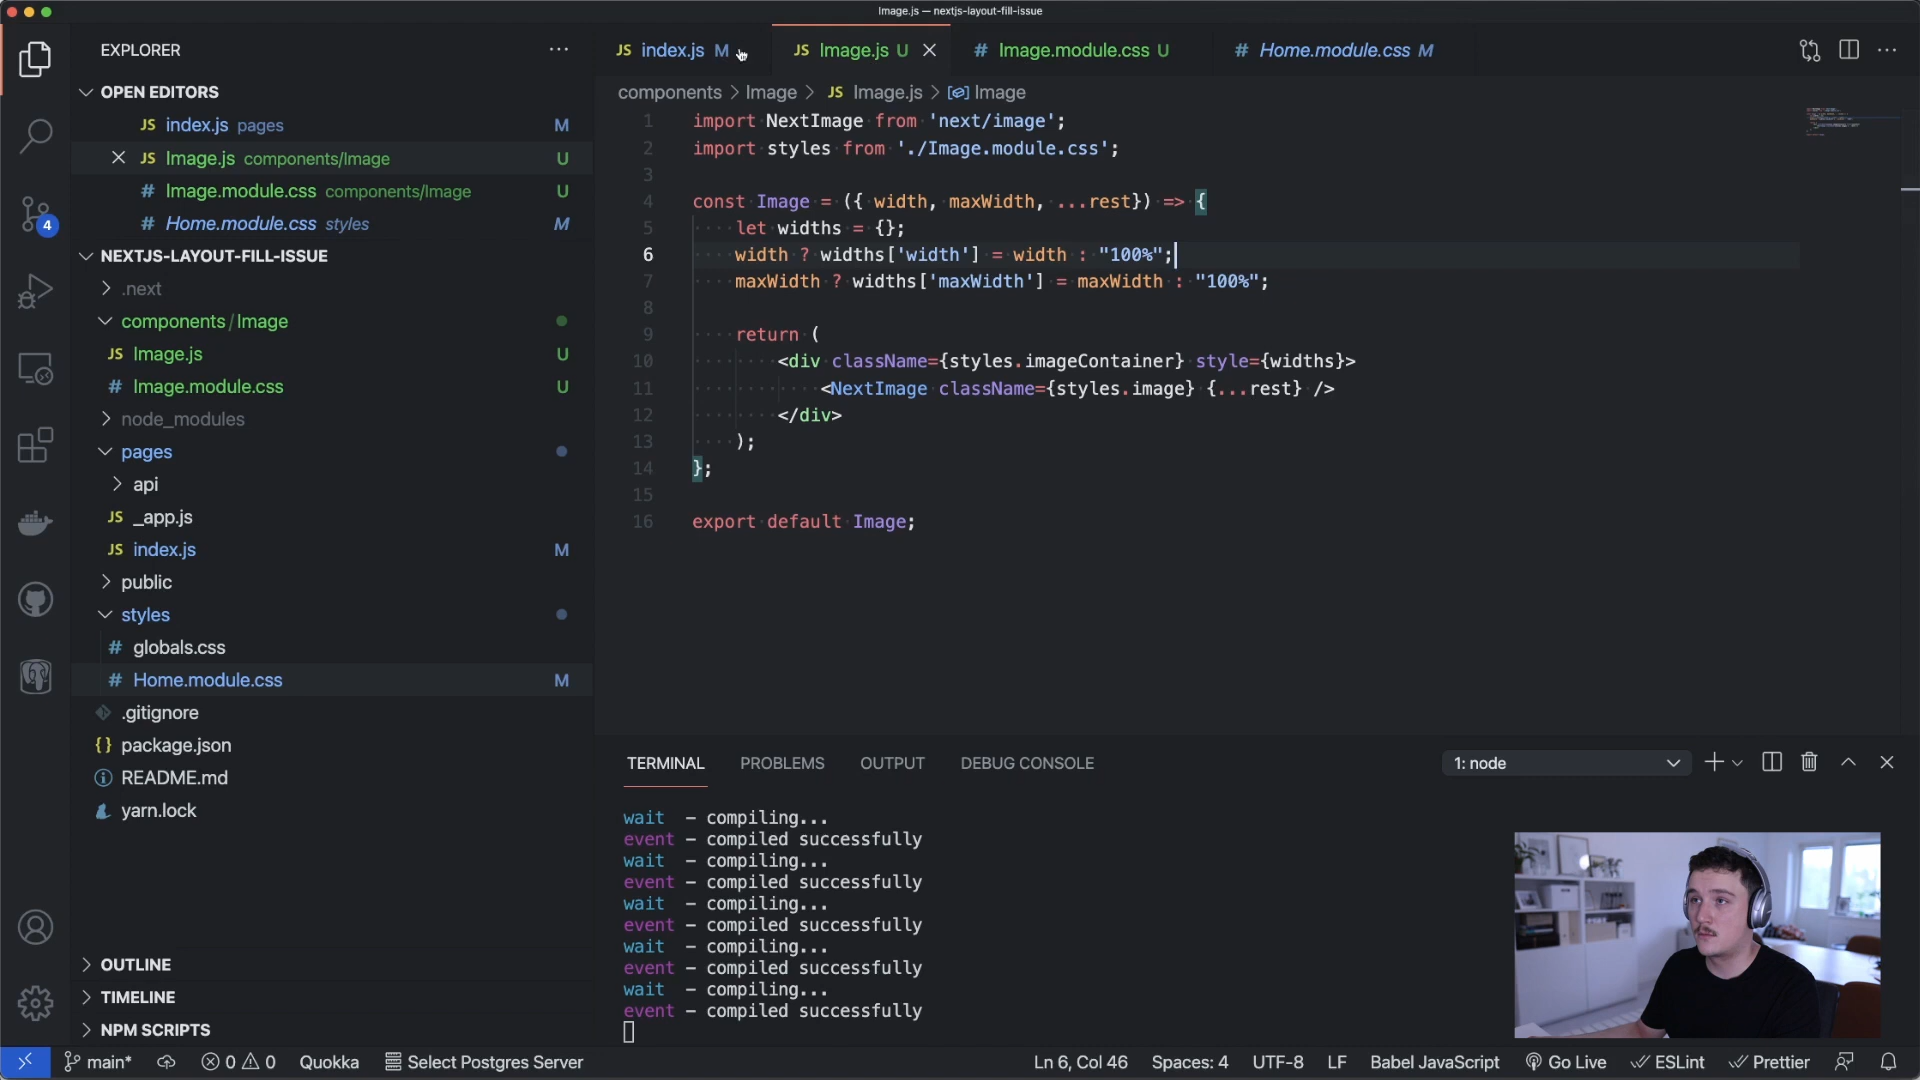 Image.js — nextjs-layout-fill-issue
EXPLORER
OPEN EDITORS
JS index.js pages M
JS Image.js components/Image U
# Image.module.css components/Image U
# Home.module.css styles M
NEXTJS-LAYOUT-FILL-ISSUE
.next
components/Image
JS Image.js U
# Image.module.css U
node_modules
pages
api
JS _app.js
JS index.js M
public
styles
# globals.css
# Home.module.css M
.gitignore
{} package.json
README.md
yarn.lock
OUTLINE
TIMELINE
NPM SCRIPTS
4
JS index.js M
JS Image.js U
# Image.module.css U
# Home.module.css M
components > Image > JS Image.js > Image
1 import NextImage from 'next/image';
2 import styles from './Image.module.css';
3
4 const Image = ({ width, maxWidth, ...rest}) => {
5 let widths = {};
6 width ? widths['width'] = width : "100%";
7 maxWidth ? widths['maxWidth'] = maxWidth : "100%";
8
9 return (
10 <div className={styles.imageContainer} style={widths}>
11 <NextImage className={styles.image} {...rest} />
12 </div>
13 );
14 };
15
16 export default Image;
TERMINAL PROBLEMS OUTPUT DEBUG CONSOLE
1: node
wait - compiling...
event - compiled successfully
wait - compiling...
event - compiled successfully
wait - compiling...
event - compiled successfully
wait - compiling...
event - compiled successfully
wait - compiling...
event - compiled successfully
main* 0 0 Quokka Select Postgres Server
Ln 6, Col 46 Spaces: 4 UTF-8 LF Babel JavaScript Go Live ESLint Prettier